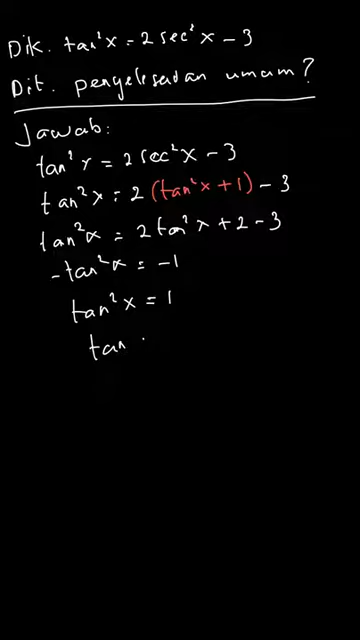 Dik. tan²x = 2 sec²x - 3
Dit. penyelesaian umum?
Jawab:
tan²x = 2 sec²x - 3
tan²x = 2 (tan²x + 1) - 3
tan²x = 2 tan²x + 2 - 3
-tan²x = -1
tan²x = 1
tan